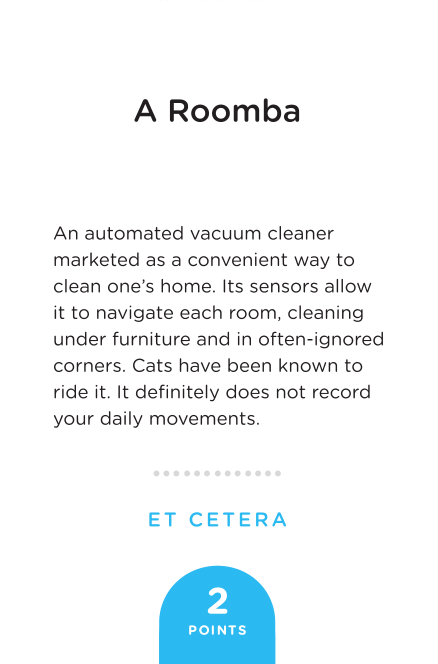 A Roomba
An automated vacuum cleaner
marketed as a convenient way to
clean one’s home. Its sensors allow
it to navigate each room, cleaning
under furniture and in often-ignored
corners. Cats have been known to
ride it. It definitely does not record
your daily movements.
ET CETERA
2
POINTS